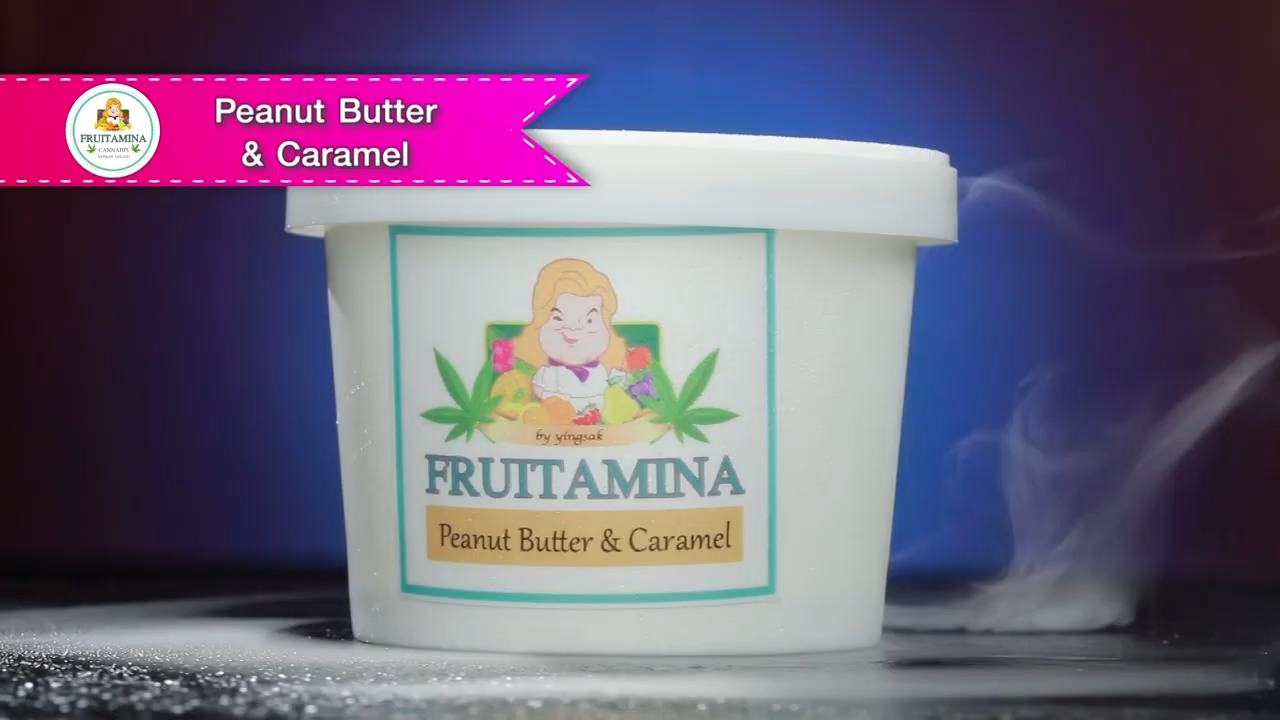 Peanut Butter
& Caramel
FRUITAMINA
CANNABIS
by yingsak
FRUITAMINA
Peanut Butter & Caramel